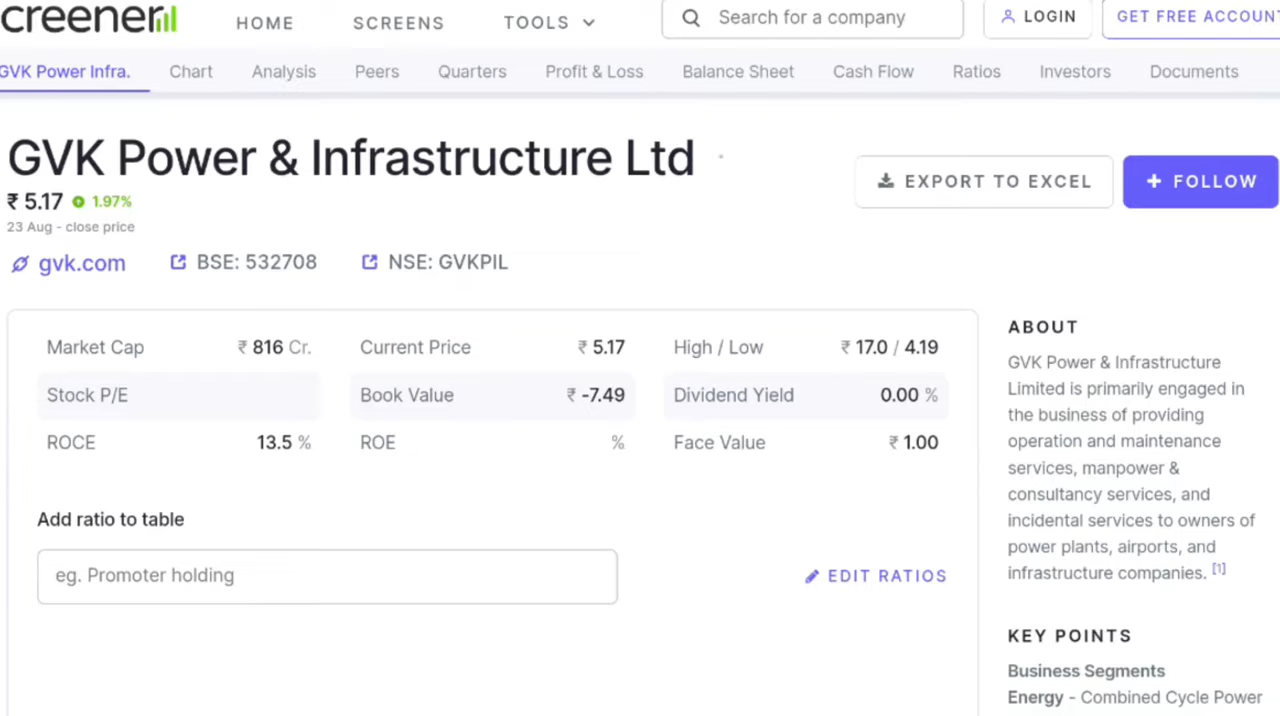 creener
HOME SCREENS TOOLS Search for a company LOGIN GET FREE ACCOUNT
GVK Power Infra. Chart Analysis Peers Quarters Profit & Loss Balance Sheet Cash Flow Ratios Investors Documents
GVK Power & Infrastructure Ltd
EXPORT TO EXCEL + FOLLOW
₹ 5.17 1.97%
23 Aug - close price
gvk.com BSE: 532708 NSE: GVKPIL
Market Cap ₹ 816 Cr. Current Price ₹ 5.17 High / Low ₹ 17.0 / 4.19
Stock P/E Book Value ₹ -7.49 Dividend Yield 0.00 %
ROCE 13.5 % ROE % Face Value ₹ 1.00
Add ratio to table
eg. Promoter holding EDIT RATIOS
ABOUT
GVK Power & Infrastructure
Limited is primarily engaged in
the business of providing
operation and maintenance
services, manpower &
consultancy services, and
incidental services to owners of
power plants, airports, and
infrastructure companies. [1]
KEY POINTS
Business Segments
Energy - Combined Cycle Power